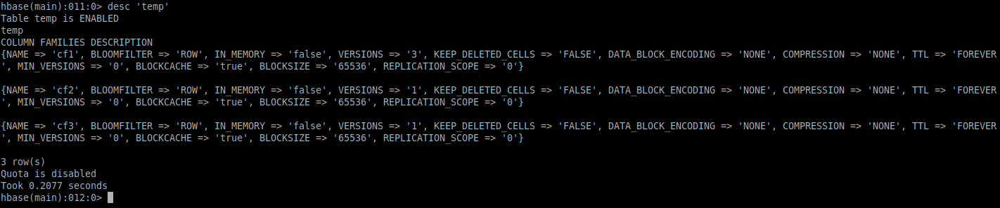 hbase(main):011:0> desc 'temp'
Table temp is ENABLED
temp
COLUMN FAMILIES DESCRIPTION
{NAME => 'cf1', BLOOMFILTER => 'ROW', IN_MEMORY => 'false', VERSIONS => '3', KEEP_DELETED_CELLS => 'FALSE', DATA_BLOCK_ENCODING => 'NONE', COMPRESSION => 'NONE', TTL => 'FOREVER
', MIN_VERSIONS => '0', BLOCKCACHE => 'true', BLOCKSIZE => '65536', REPLICATION_SCOPE => '0'}
{NAME => 'cf2', BLOOMFILTER => 'ROW', IN_MEMORY => 'false', VERSIONS => '1', KEEP_DELETED_CELLS => 'FALSE', DATA_BLOCK_ENCODING => 'NONE', COMPRESSION => 'NONE', TTL => 'FOREVER
', MIN_VERSIONS => '0', BLOCKCACHE => 'true', BLOCKSIZE => '65536', REPLICATION_SCOPE => '0'}
{NAME => 'cf3', BLOOMFILTER => 'ROW', IN_MEMORY => 'false', VERSIONS => '1', KEEP_DELETED_CELLS => 'FALSE', DATA_BLOCK_ENCODING => 'NONE', COMPRESSION => 'NONE', TTL => 'FOREVER
', MIN_VERSIONS => '0', BLOCKCACHE => 'true', BLOCKSIZE => '65536', REPLICATION_SCOPE => '0'}
3 row(s)
Quota is disabled
Took 0.2077 seconds
hbase(main):012:0>